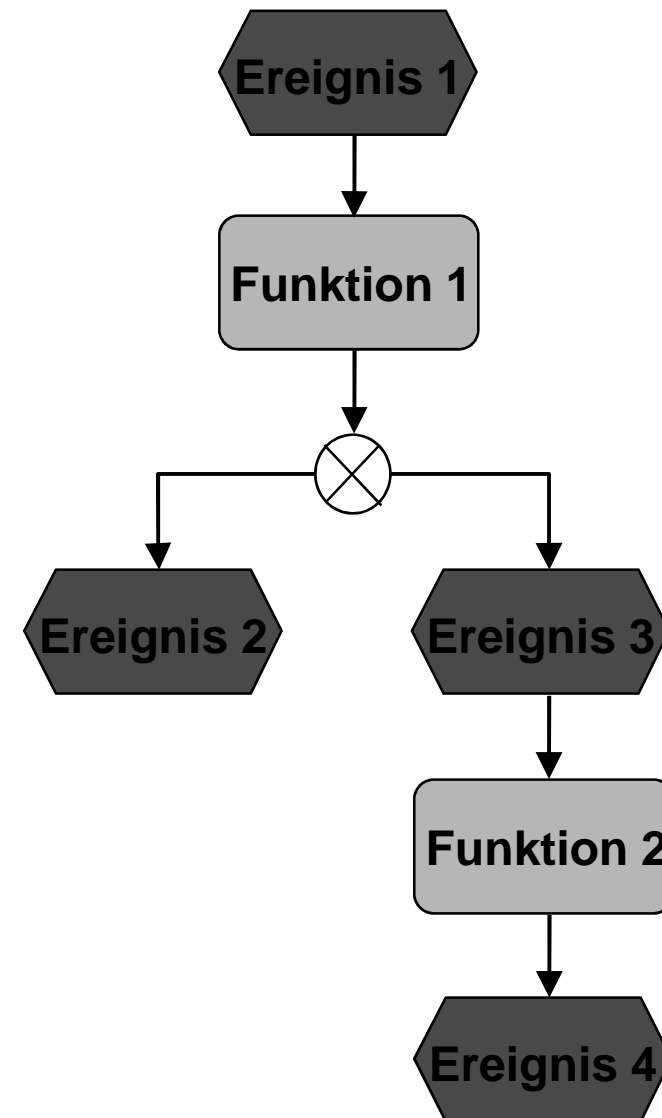 Ereignis 1
Funktion 1
Ereignis 2
Ereignis 3
Funktion 2
Ereignis 4